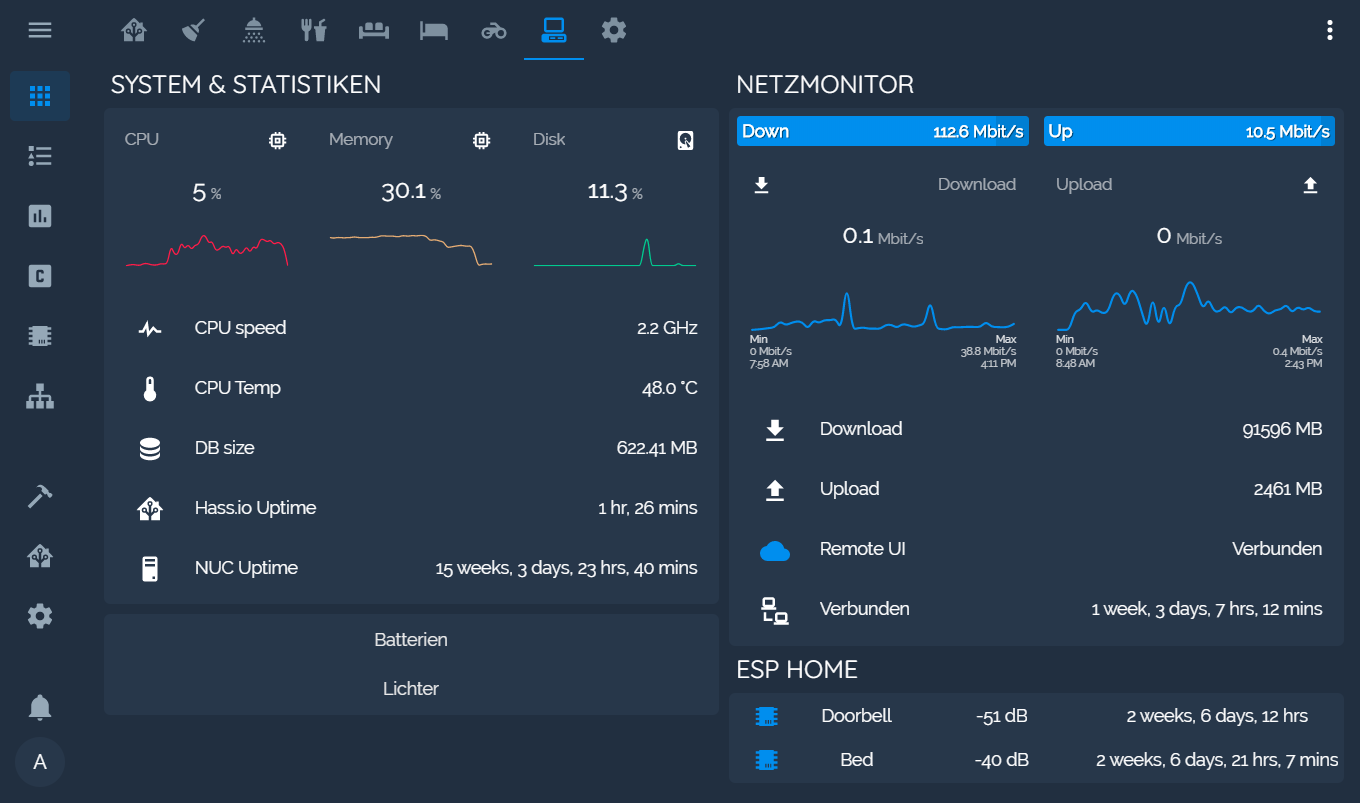 SYSTEM & STATISTIKEN
CPU
Memory
Disk
5 %
30.1 %
11.3 %
CPU speed 2.2 GHz
CPU Temp 48.0 °C
DB size 622.41 MB
Hass.io Uptime 1 hr, 26 mins
NUC Uptime 15 weeks, 3 days, 23 hrs, 40 mins
Batterien
Lichter
NETZMONITOR
Down 112.6 Mbit/s
Up 10.5 Mbit/s
Download
Upload
0.1 Mbit/s
0 Mbit/s
Min Max
0 Mbit/s 38.8 Mbit/s
7:58 AM 4:11 PM
Min Max
0 Mbit/s 0.4 Mbit/s
8:48 AM 2:43 PM
Download 91596 MB
Upload 2461 MB
Remote UI Verbunden
Verbunden 1 week, 3 days, 7 hrs, 12 mins
ESP HOME
Doorbell -51 dB 2 weeks, 6 days, 12 hrs
Bed -40 dB 2 weeks, 6 days, 21 hrs, 7 mins
C
A